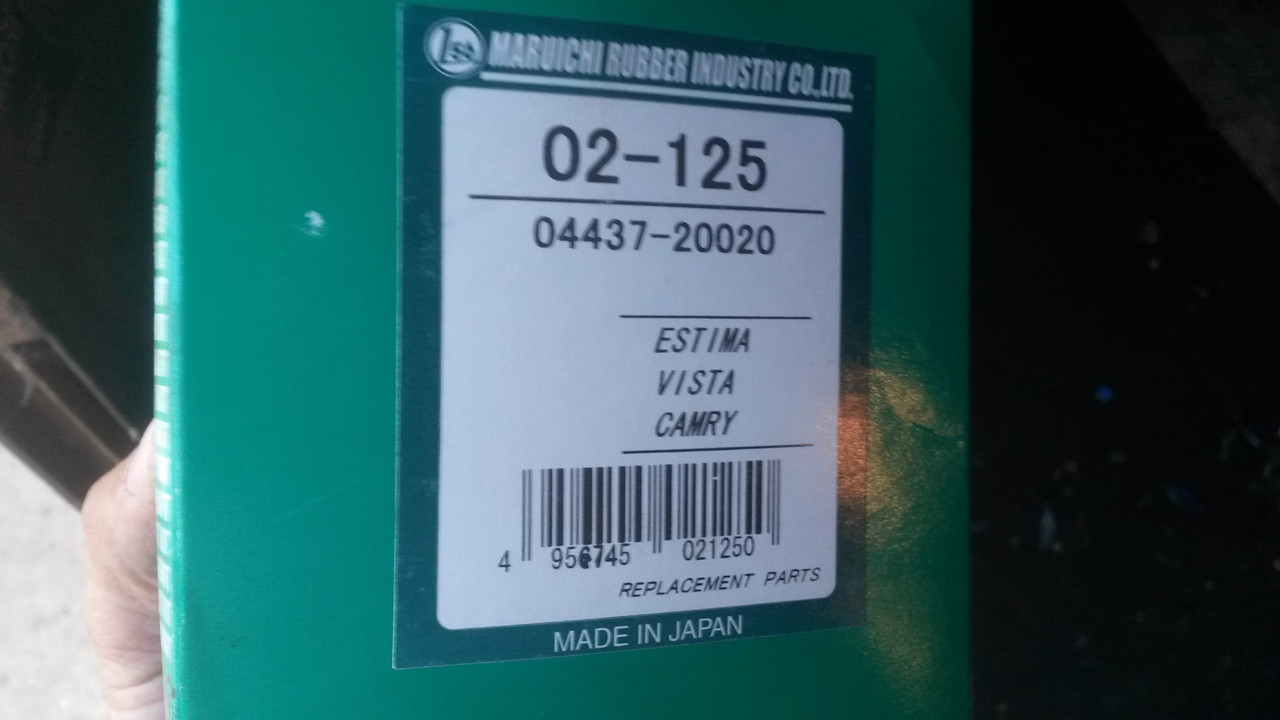 MARUICHI RUBBER INDUSTRY CO.,LTD.
02-125
04437-20020
ESTIMA
VISTA
CAMRY
4 956745 021250
REPLACEMENT PARTS
MADE IN JAPAN